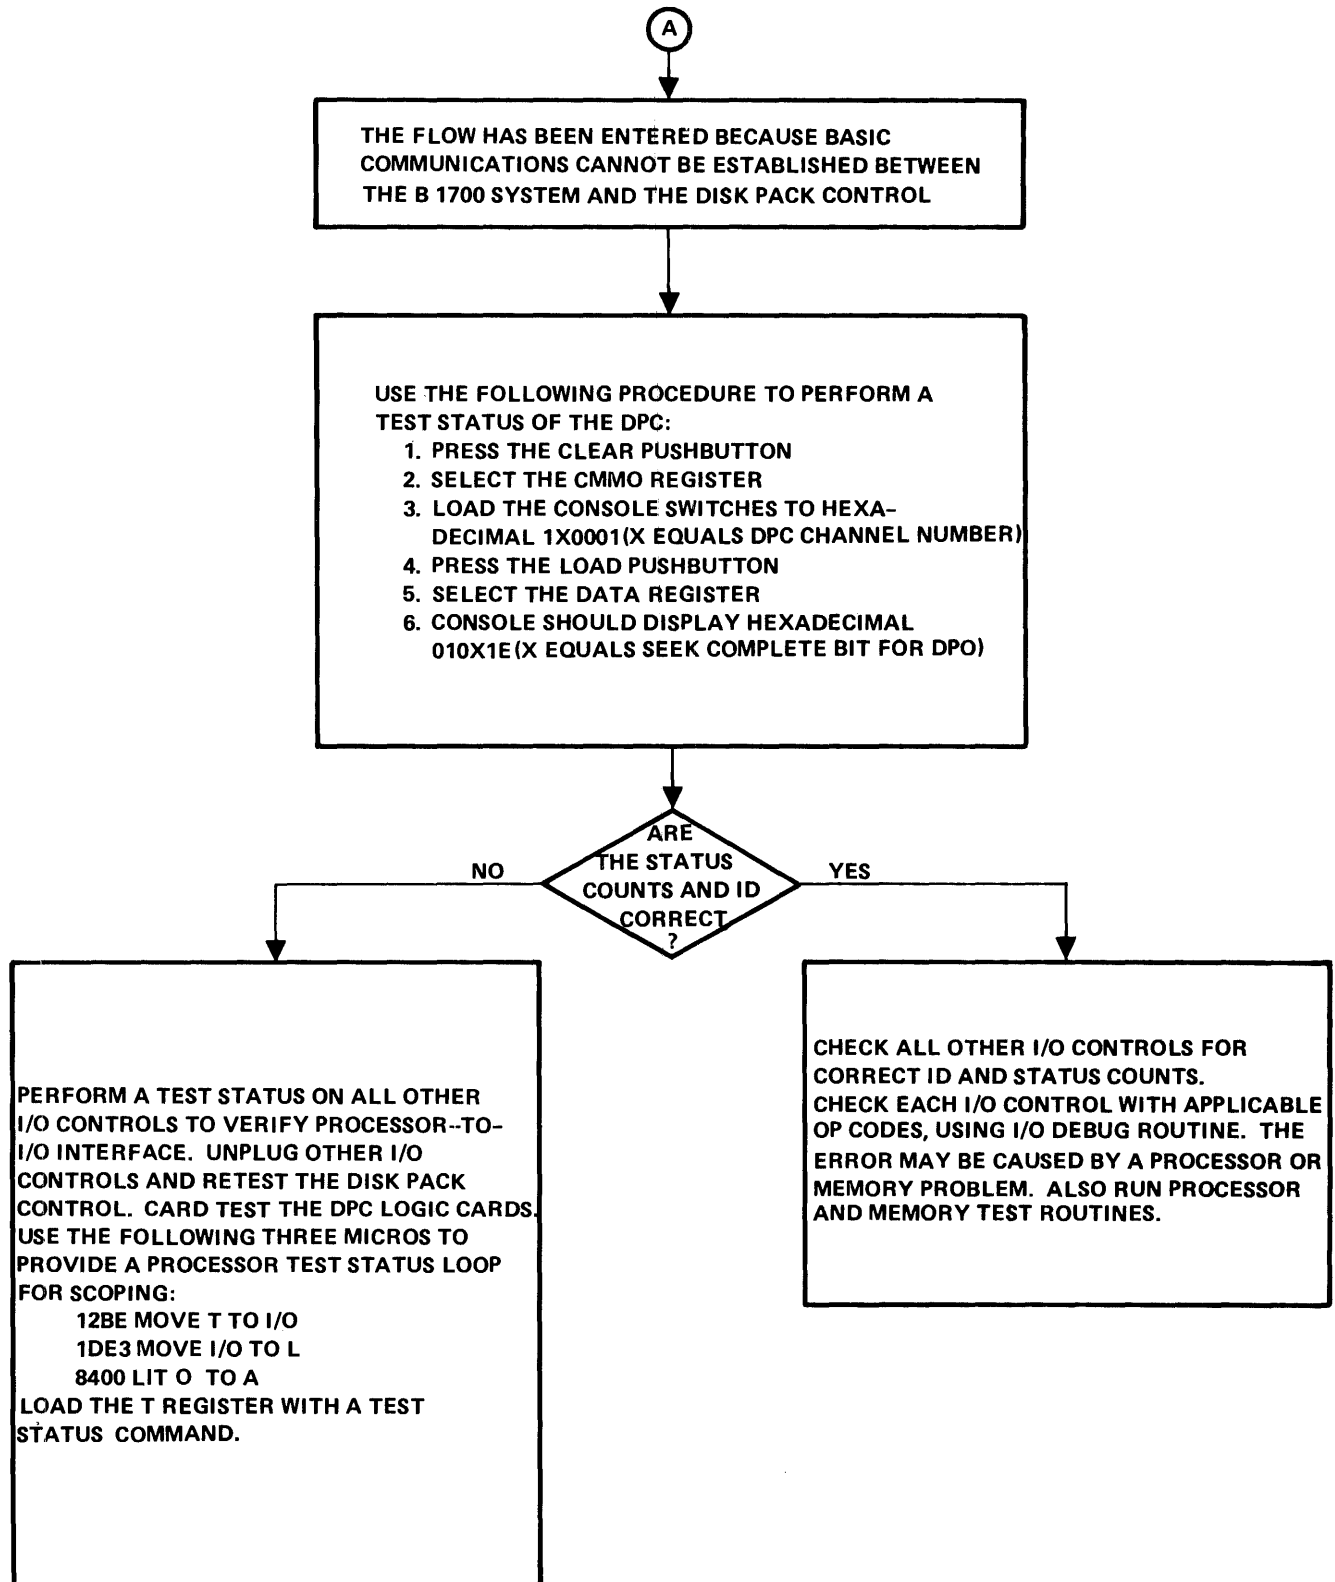 A
THE FLOW HAS BEEN ENTERED BECAUSE BASIC
COMMUNICATIONS CANNOT BE ESTABLISHED BETWEEN
THE B 1700 SYSTEM AND THE DISK PACK CONTROL
USE THE FOLLOWING PROCEDURE TO PERFORM A
TEST STATUS OF THE DPC:
1. PRESS THE CLEAR PUSHBUTTON
2. SELECT THE CMMO REGISTER
3. LOAD THE CONSOLE SWITCHES TO HEXA-
DECIMAL 1X0001(X EQUALS DPC CHANNEL NUMBER)
4. PRESS THE LOAD PUSHBUTTON
5. SELECT THE DATA REGISTER
6. CONSOLE SHOULD DISPLAY HEXADECIMAL
010X1E(X EQUALS SEEK COMPLETE BIT FOR DPO)
ARE
THE STATUS
COUNTS AND ID
CORRECT
?
NO
YES
PERFORM A TEST STATUS ON ALL OTHER
I/O CONTROLS TO VERIFY PROCESSOR--TO-
I/O INTERFACE. UNPLUG OTHER I/O
CONTROLS AND RETEST THE DISK PACK
CONTROL. CARD TEST THE DPC LOGIC CARDS.
USE THE FOLLOWING THREE MICROS TO
PROVIDE A PROCESSOR TEST STATUS LOOP
FOR SCOPING:
12BE MOVE T TO I/O
1DE3 MOVE I/O TO L
8400 LIT O TO A
LOAD THE T REGISTER WITH A TEST
STATUS COMMAND.
CHECK ALL OTHER I/O CONTROLS FOR
CORRECT ID AND STATUS COUNTS.
CHECK EACH I/O CONTROL WITH APPLICABLE
OP CODES, USING I/O DEBUG ROUTINE. THE
ERROR MAY BE CAUSED BY A PROCESSOR OR
MEMORY PROBLEM. ALSO RUN PROCESSOR
AND MEMORY TEST ROUTINES.